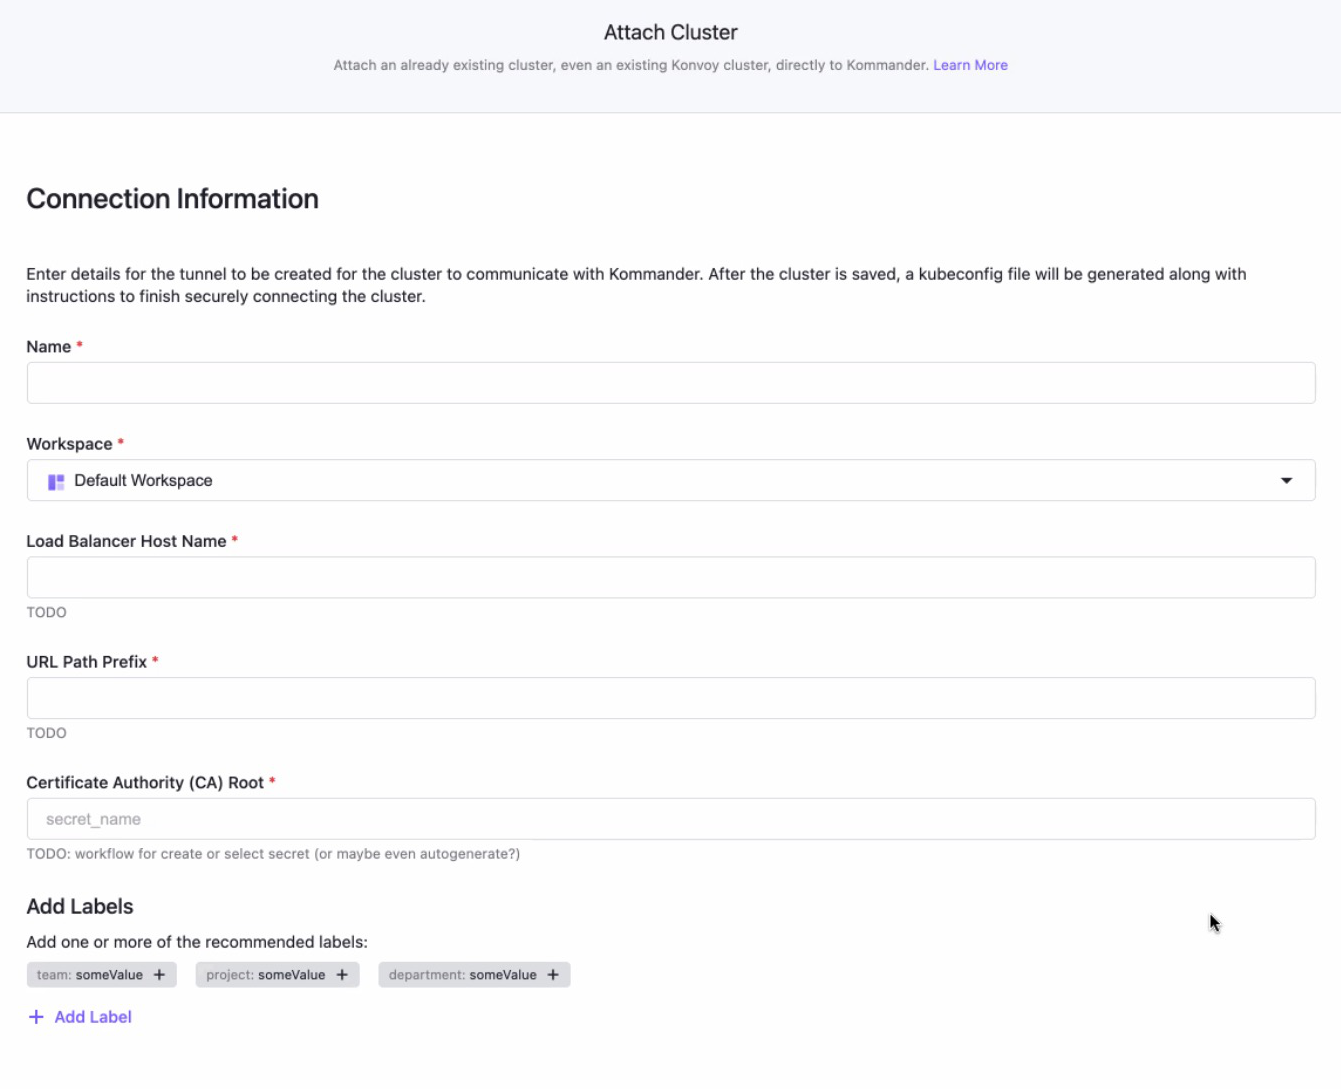 Attach Cluster
Attach an already existing cluster, even an existing Konvoy cluster, directly to Kommander. Learn More
Connection Information
Enter details for the tunnel to be created for the cluster to communicate with Kommander. After the cluster is saved, a kubeconfig file will be generated along with
instructions to finish securely connecting the cluster.
Name *
Workspace *
Default Workspace
Load Balancer Host Name *
TODO
URL Path Prefix *
TODO
Certificate Authority (CA) Root *
secret_name
TODO: workflow for create or select secret (or maybe even autogenerate?)
Add Labels
Add one or more of the recommended labels:
team: someValue + project: someValue + department: someValue +
+ Add Label